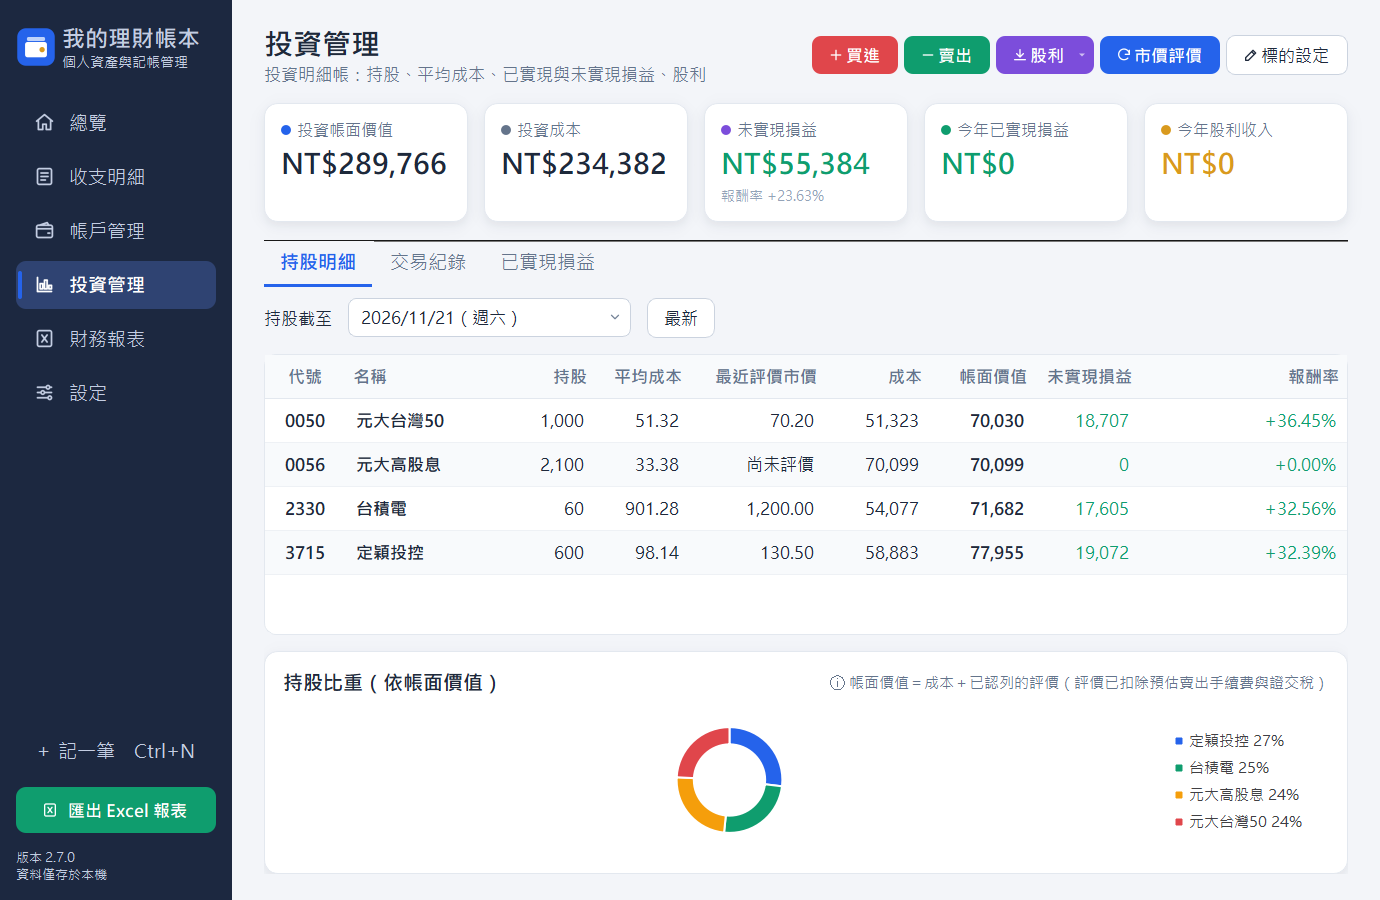 我的理財帳本
個人資產與記帳管理
總覽
收支明細
帳戶管理
投資管理
財務報表
設定
+ 記一筆 Ctrl+N
匯出 Excel 報表
版本 2.7.0
資料僅存於本機
投資管理
投資明細帳：持股、平均成本、已實現與未實現損益、股利
+ 買進
− 賣出
股利
市價評價
標的設定
投資帳面價值
NT$289,766
投資成本
NT$234,382
未實現損益
NT$55,384
報酬率 +23.63%
今年已實現損益
NT$0
今年股利收入
NT$0
持股明細 交易紀錄 已實現損益
持股截至 2026/11/21（週六） 最新
代號 名稱 持股 平均成本 最近評價市價 成本 帳面價值 未實現損益 報酬率
0050 元大台灣50 1,000 51.32 70.20 51,323 70,030 18,707 +36.45%
0056 元大高股息 2,100 33.38 尚未評價 70,099 70,099 0 +0.00%
2330 台積電 60 901.28 1,200.00 54,077 71,682 17,605 +32.56%
3715 定穎投控 600 98.14 130.50 58,883 77,955 19,072 +32.39%
持股比重（依帳面價值）
帳面價值＝成本＋已認列的評價（評價已扣除預估賣出手續費與證交稅）
定穎投控 27%
台積電 25%
元大高股息 24%
元大台灣50 24%